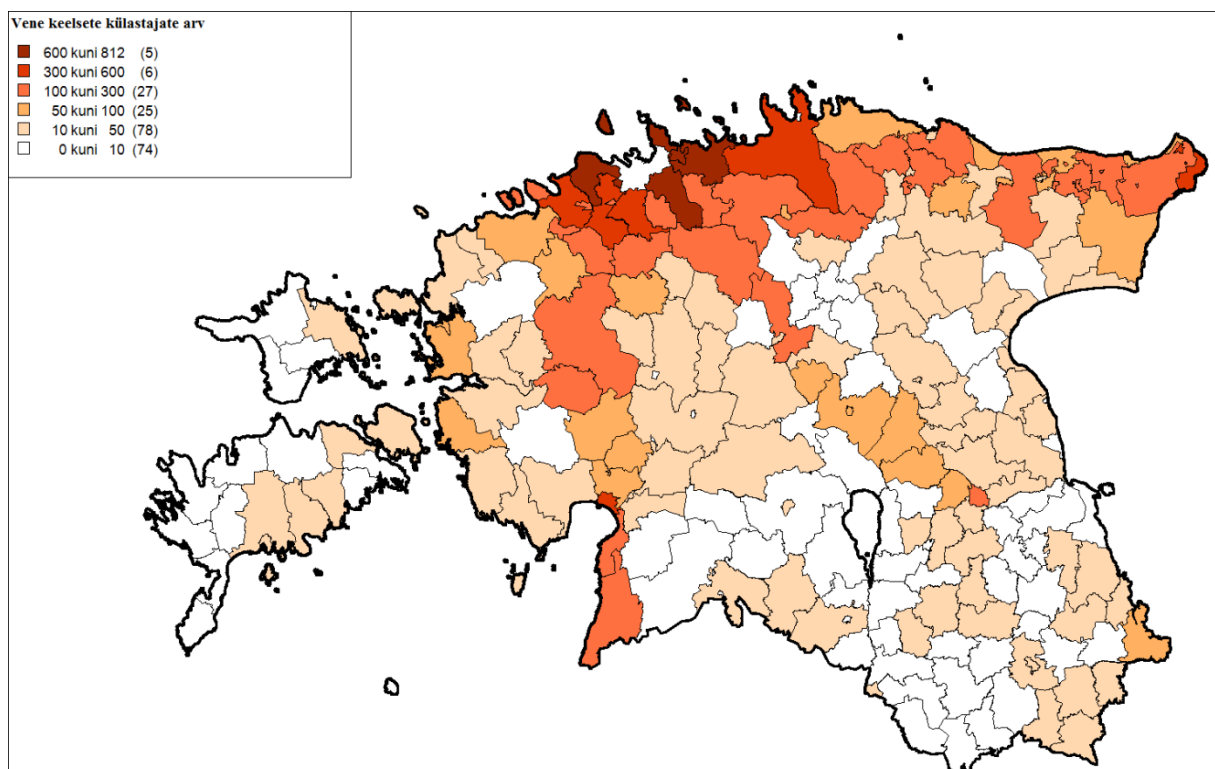 Vene keelsete külastajate arv
600 kuni 812 (5)
300 kuni 600 (6)
100 kuni 300 (27)
50 kuni 100 (25)
10 kuni 50 (78)
0 kuni 10 (74)